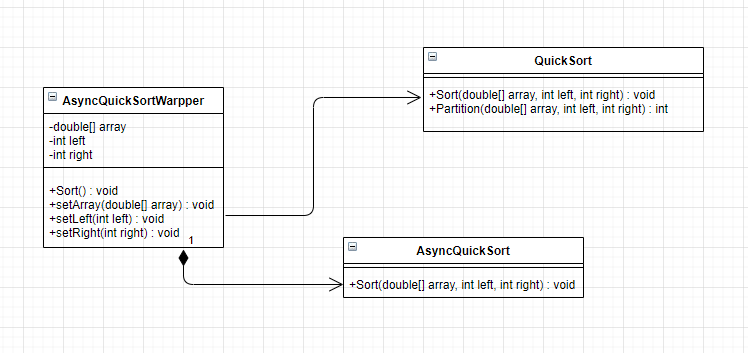 AsyncQuickSortWarpper
-double[] array
-int left
-int right
+Sort() : void
+setArray(double[] array) : void
+setLeft(int left) : void
+setRight(int right) : void
1
QuickSort
+Sort(double[] array, int left, int right) : void
+Partition(double[] array, int left, int right) : int
AsyncQuickSort
+Sort(double[] array, int left, int right) : void